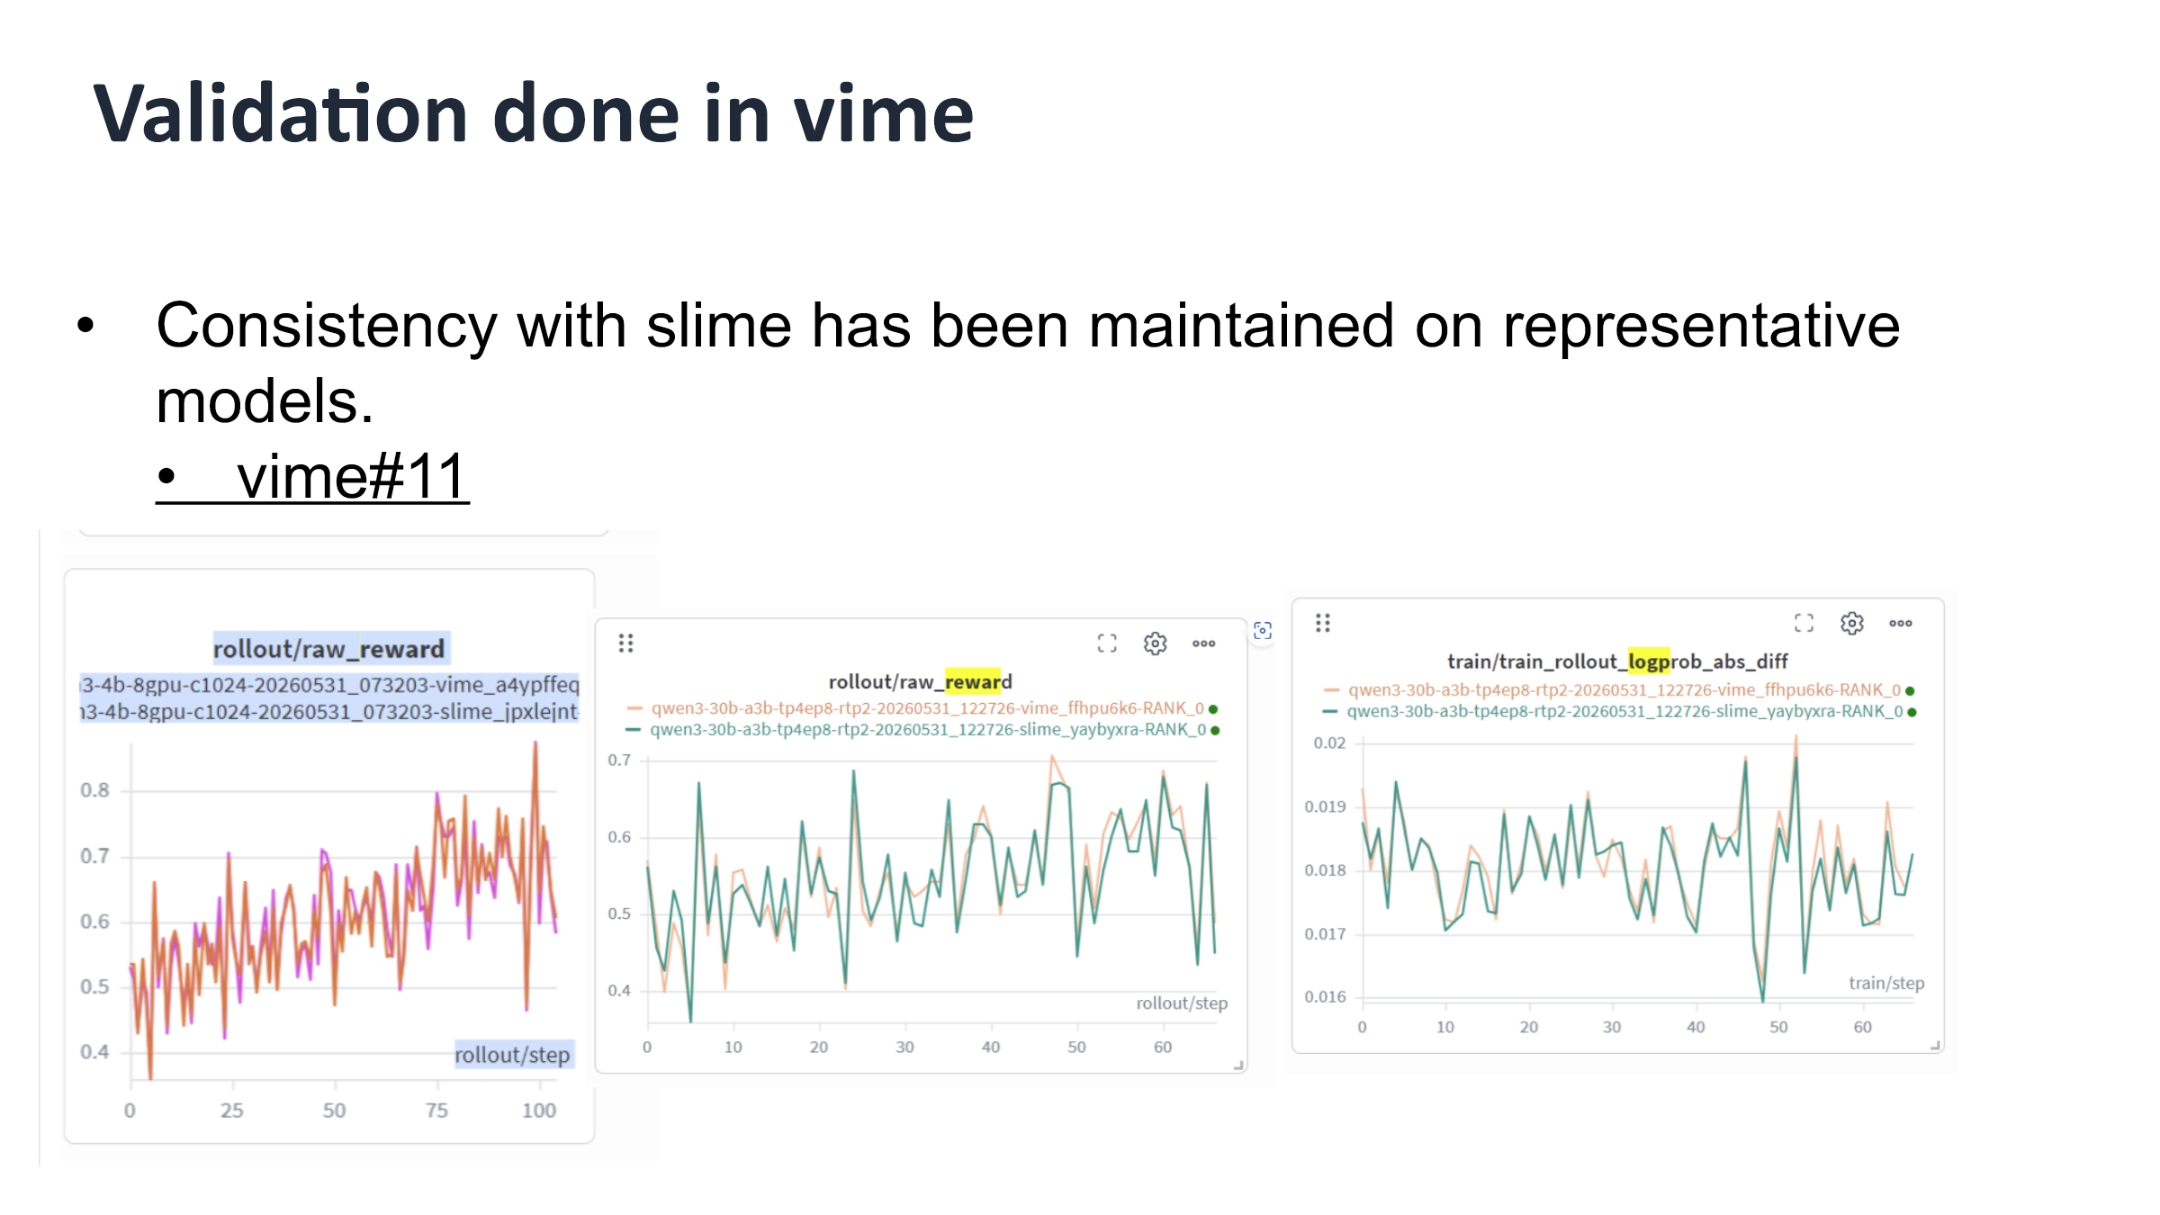 Validation done in vime
• Consistency with slime has been maintained on representative
models.
• vime#11
rollout/raw_reward
3-4b-8gpu-c1024-20260531_073203-vime_a4ypffeq
3-4b-8gpu-c1024-20260531_073203-slime_jpxlejnt
0.8
0.7
0.6
0.5
0.4
rollout/step
0 25 50 75 100
rollout/raw_reward
qwen3-30b-a3b-tp4ep8-rtp2-20260531_122726-vime_ffhpu6k6-RANK_0
qwen3-30b-a3b-tp4ep8-rtp2-20260531_122726-slime_yaybyxra-RANK_0
0.7
0.6
0.5
0.4
rollout/step
0 10 20 30 40 50 60
train/train_rollout_logprob_abs_diff
qwen3-30b-a3b-tp4ep8-rtp2-20260531_122726-vime_ffhpu6k6-RANK_0
qwen3-30b-a3b-tp4ep8-rtp2-20260531_122726-slime_yaybyxra-RANK_0
0.02
0.019
0.018
0.017
0.016
train/step
0 10 20 30 40 50 60